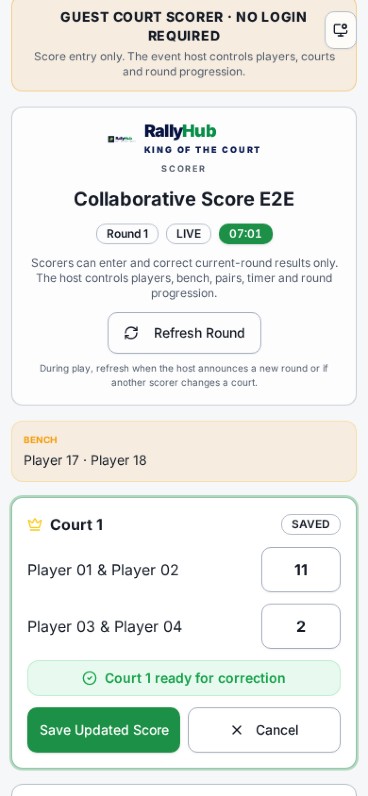 GUEST COURT SCORER · NO LOGIN
REQUIRED
Score entry only. The event host controls players, courts
and round progression.
RallyHub
RallyHub
KING OF THE COURT
SCORER
Collaborative Score E2E
Round 1 LIVE 07:01
Scorers can enter and correct current-round results only.
The host controls players, bench, pairs, timer and round
progression.
Refresh Round
During play, refresh when the host announces a new round or if
another scorer changes a court.
BENCH
Player 17 · Player 18
Court 1 SAVED
Player 01 & Player 02 11
Player 03 & Player 04 2
Court 1 ready for correction
Save Updated Score Cancel